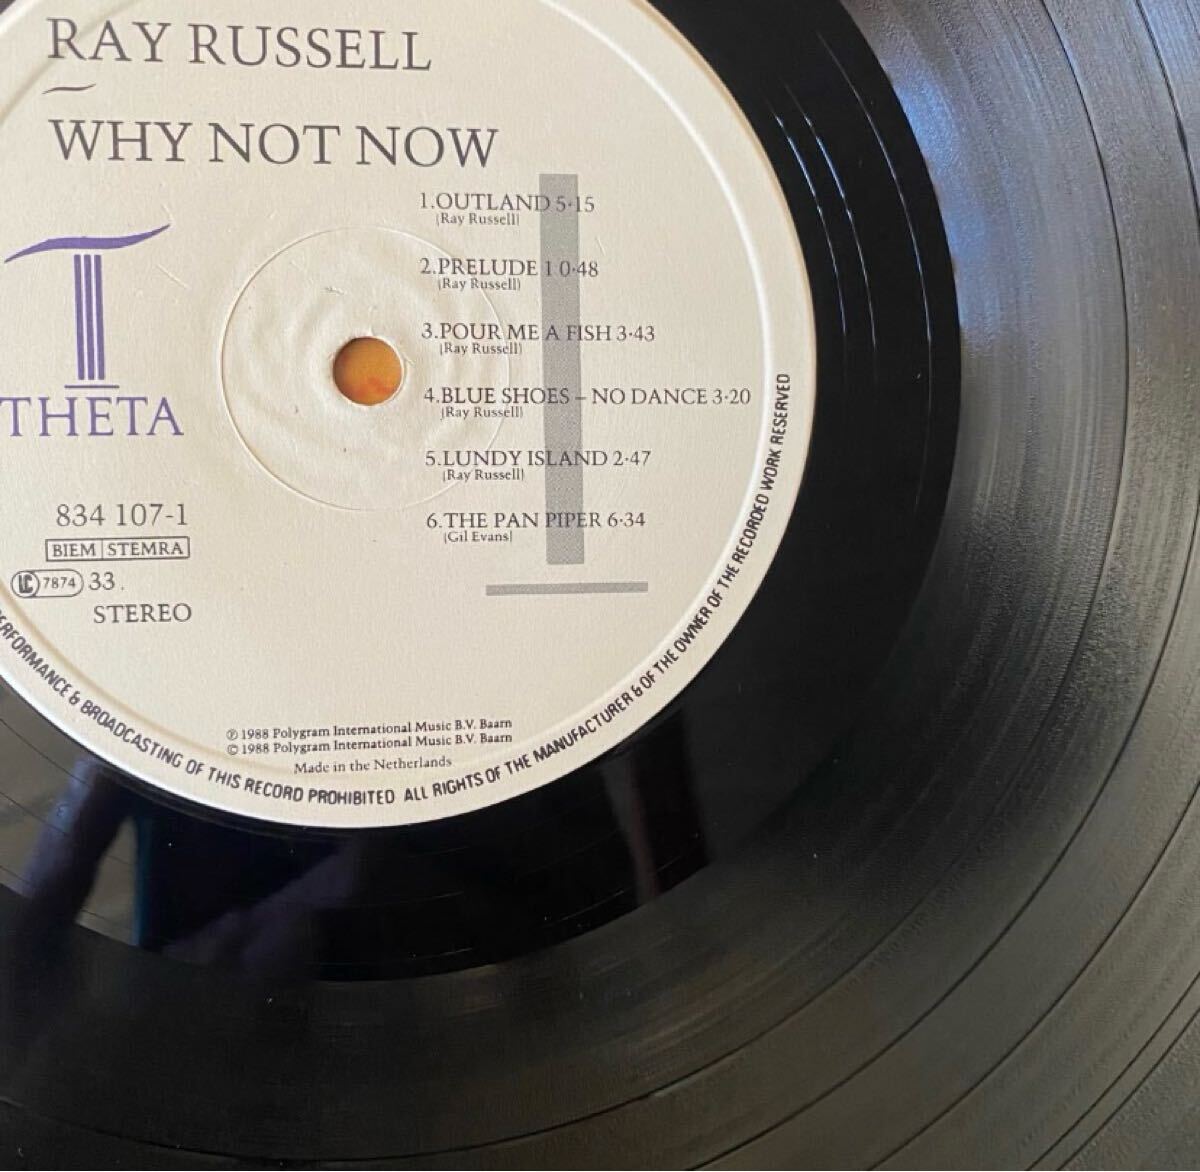 RAY RUSSELL
WHY NOT NOW
1.OUTLAND 5·15
(Ray Russell)
2.PRELUDE 1 0·48
(Ray Russell)
3.POUR ME A FISH 3·43
(Ray Russell)
4.BLUE SHOES – NO DANCE 3·20
(Ray Russell)
5.LUNDY ISLAND 2·47
(Ray Russell)
6.THE PAN PIPER 6·34
(Gil Evans)
THETA
834 107-1
BIEM STEMRA
LC 7874 33.
STEREO
℗ 1988 Polygram International Music B.V. Baarn
© 1988 Polygram International Music B.V. Baarn
Made in the Netherlands
PERFORMANCE & BROADCASTING OF THIS RECORD PROHIBITED ALL RIGHTS OF THE MANUFACTURER & OF THE OWNER OF THE RECORDED WORK RESERVED